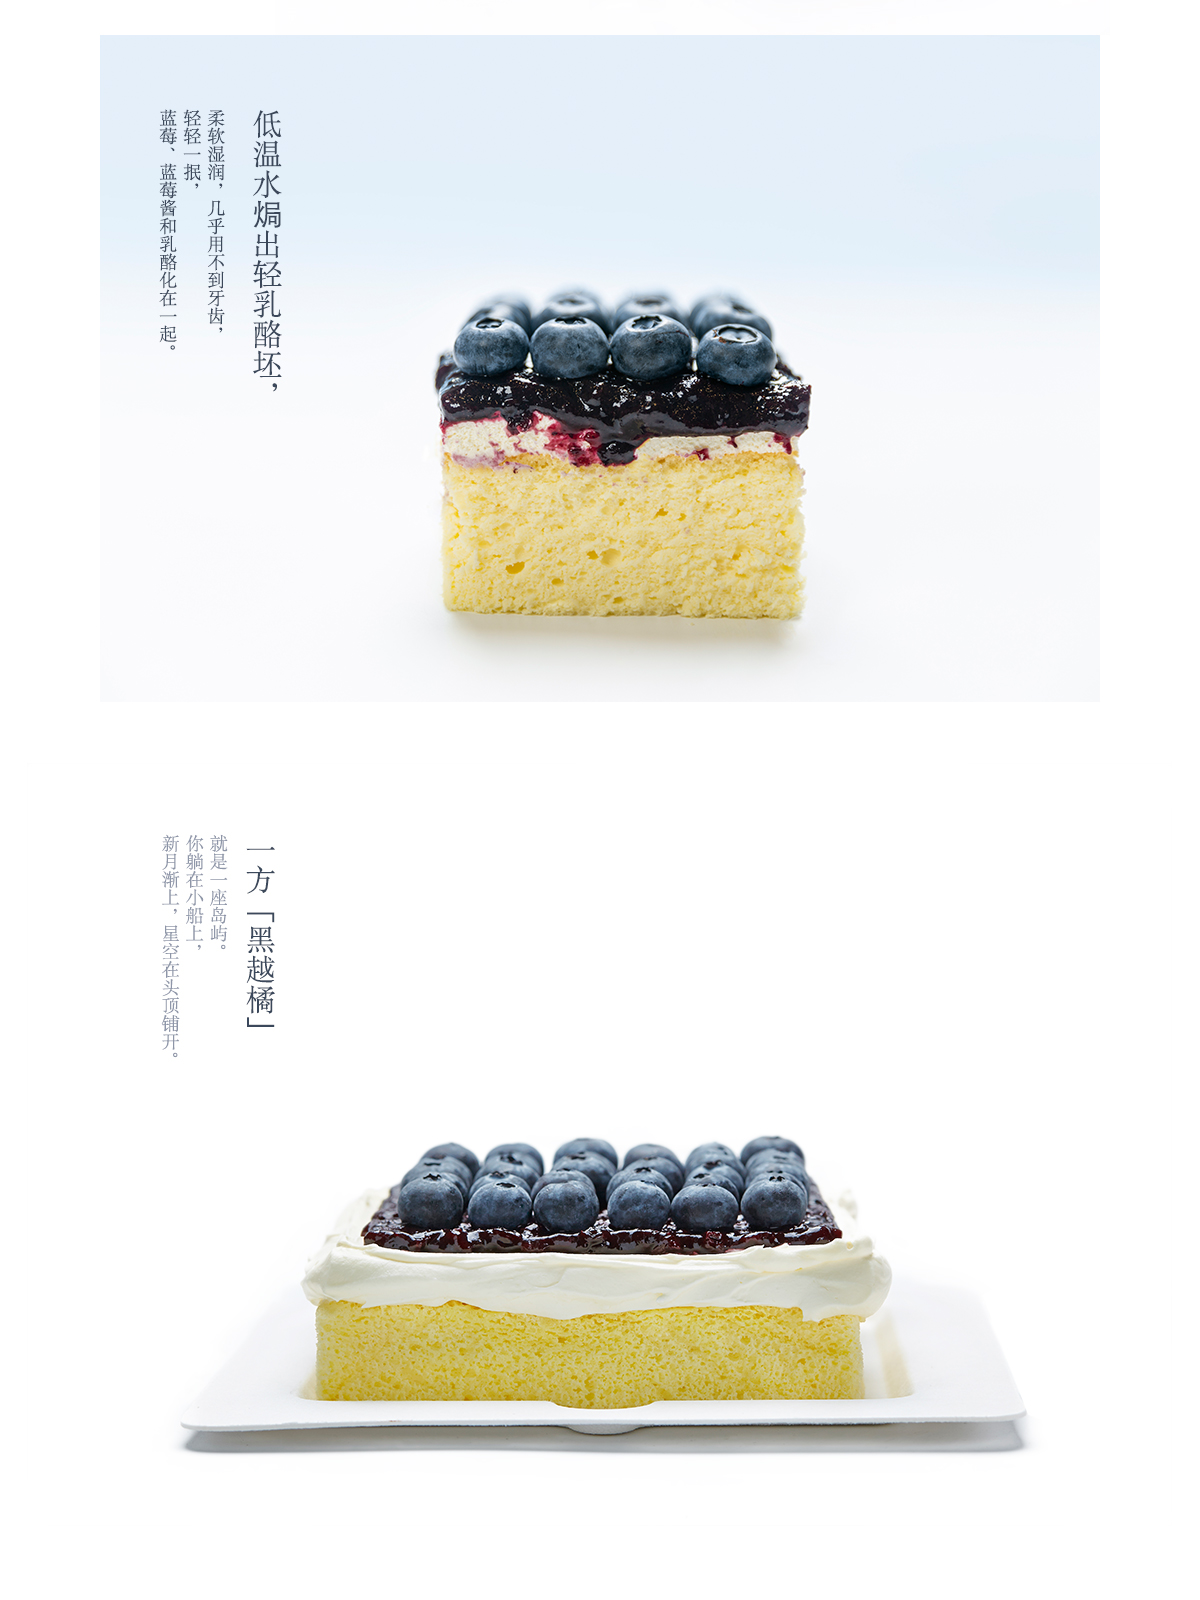 低温水焗出轻乳酪坯，
柔软湿润，几乎用不到牙齿，
轻轻一抿，
蓝莓、蓝莓酱和乳酪化在一起。
一方「黑越橘」
就是一座岛屿。
你躺在小船上，
新月渐上，星空在头顶铺开。